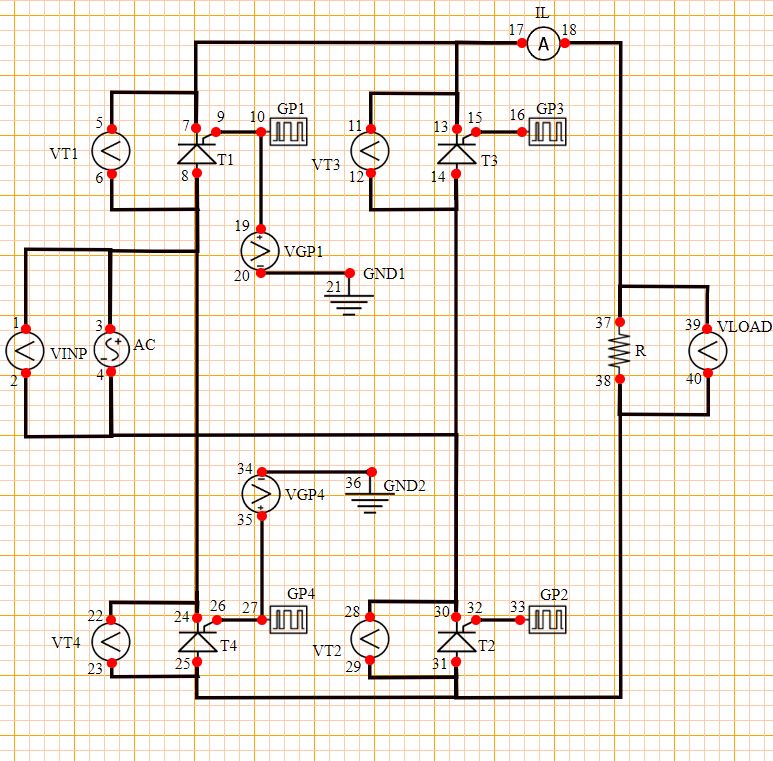 IL
17 18
A
GP1 GP3
5 7 9 10 11 13 15 16
VT1 T1 VT3 T3
6 8 12 14
19
+
VGP1
20 − GND1
21
1 3 37 39 VLOAD
VINP + − AC R
2 4 38 40
34 −
36 GND2
VGP4
35 +
GP4 GP2
22 24 26 27 28 30 32 33
VT4 T4 VT2 T2
23 25 29 31